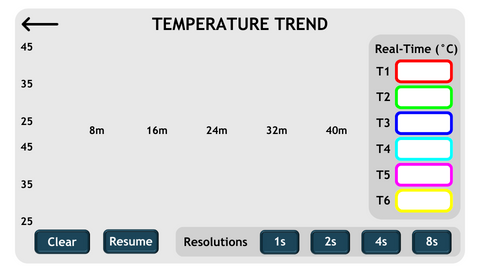 TEMPERATURE TREND
45
35
25
8m 16m 24m 32m 40m
45
35
25
Real-Time (°C)
T1
T2
T3
T4
T5
T6
Clear Resume Resolutions 1s 2s 4s 8s